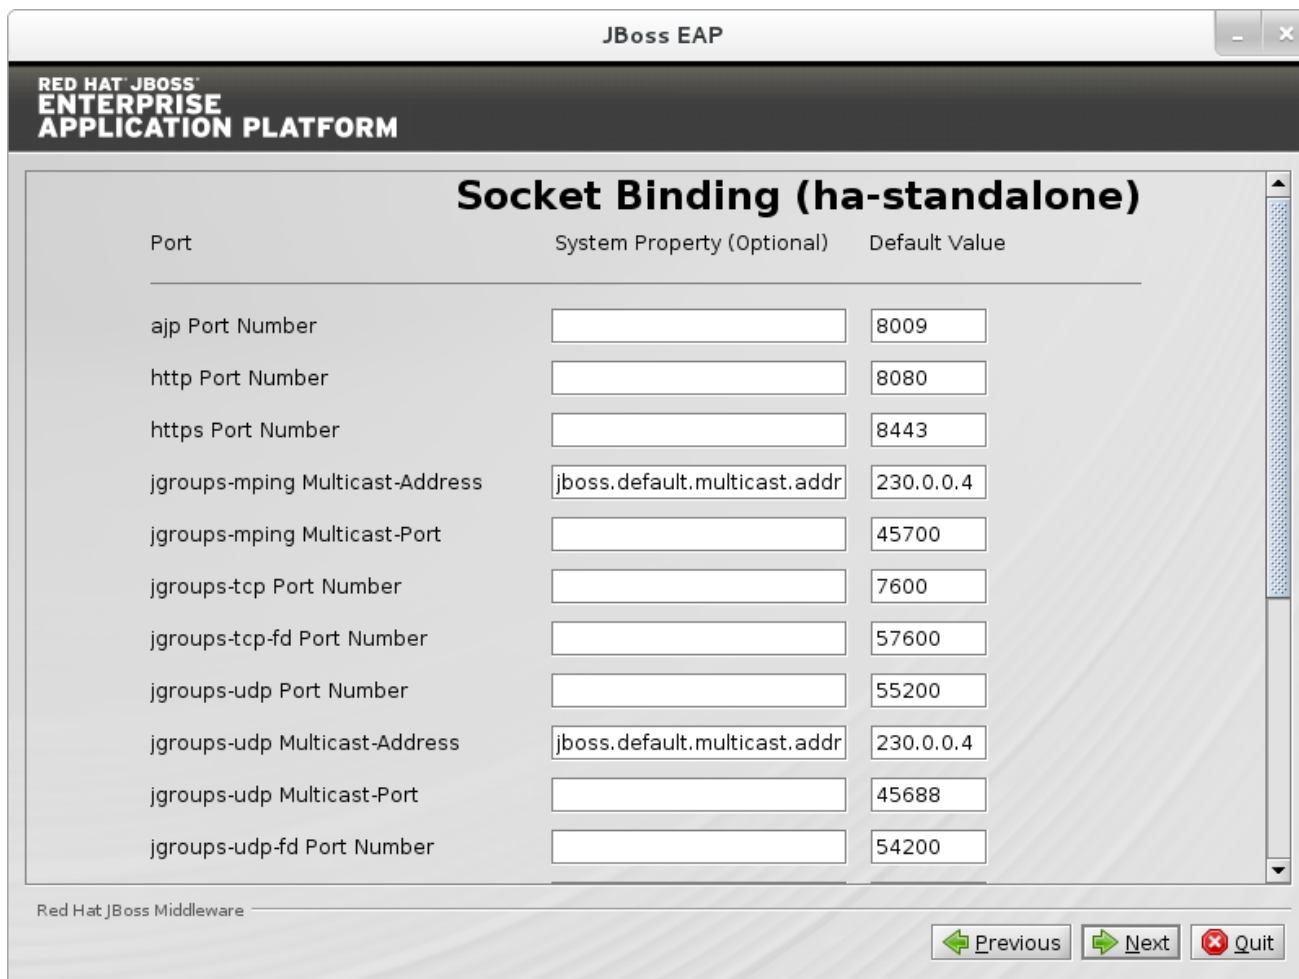 JBoss EAP
RED HAT JBOSS
ENTERPRISE
APPLICATION PLATFORM
Socket Binding (ha-standalone)
Port System Property (Optional) Default Value
ajp Port Number 8009
http Port Number 8080
https Port Number 8443
jgroups-mping Multicast-Address jboss.default.multicast.addr 230.0.0.4
jgroups-mping Multicast-Port 45700
jgroups-tcp Port Number 7600
jgroups-tcp-fd Port Number 57600
jgroups-udp Port Number 55200
jgroups-udp Multicast-Address jboss.default.multicast.addr 230.0.0.4
jgroups-udp Multicast-Port 45688
jgroups-udp-fd Port Number 54200
Red Hat JBoss Middleware
Previous Next Quit